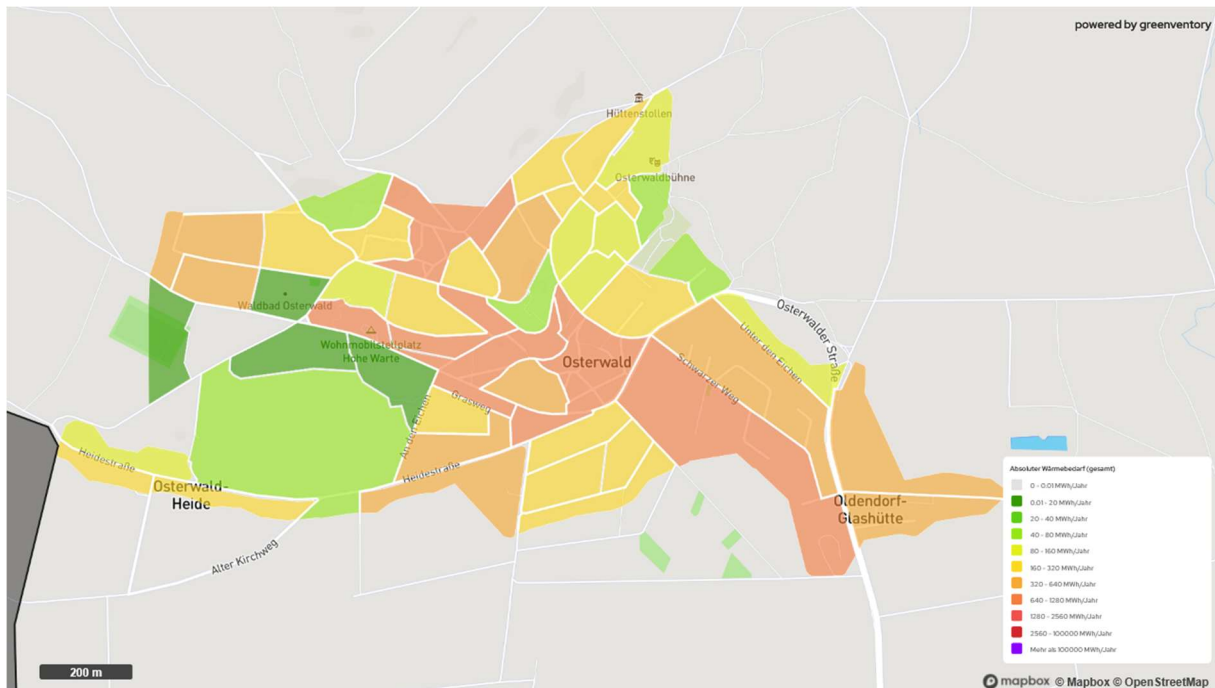 powered by greenventory
Hüttenstollen
Osterwaldbühne
Waldbad Osterwald
Osterwalder Straße
Wohnmobilstellplatz
Hohe Warte
Osterwald
Unter den Eichen
Schwarzer Weg
Grasweg
An den Eichen
Heidestraße
Heidestraße
Osterwald-
Heide
Oldendorf-
Glashütte
Alter Kirchweg
Absoluter Wärmebedarf (gesamt)
0 - 0.01 MWh/Jahr
0.01 - 20 MWh/Jahr
20 - 40 MWh/Jahr
40 - 80 MWh/Jahr
80 - 160 MWh/Jahr
160 - 320 MWh/Jahr
320 - 640 MWh/Jahr
640 - 1280 MWh/Jahr
1280 - 2560 MWh/Jahr
2560 - 100000 MWh/Jahr
Mehr als 100000 MWh/Jahr
200 m
mapbox © Mapbox © OpenStreetMap